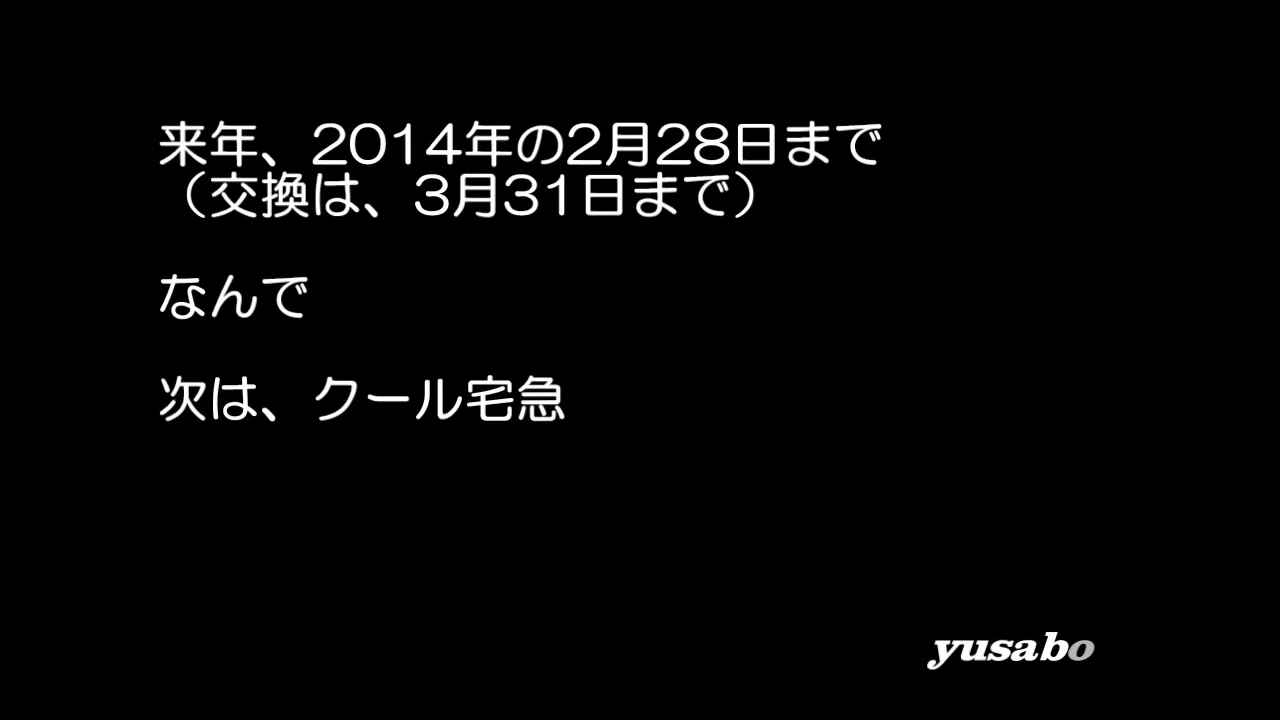 来年、2014年の2月28日まで
（交換は、3月31日まで）
なんで
次は、クール宅急
yusabo